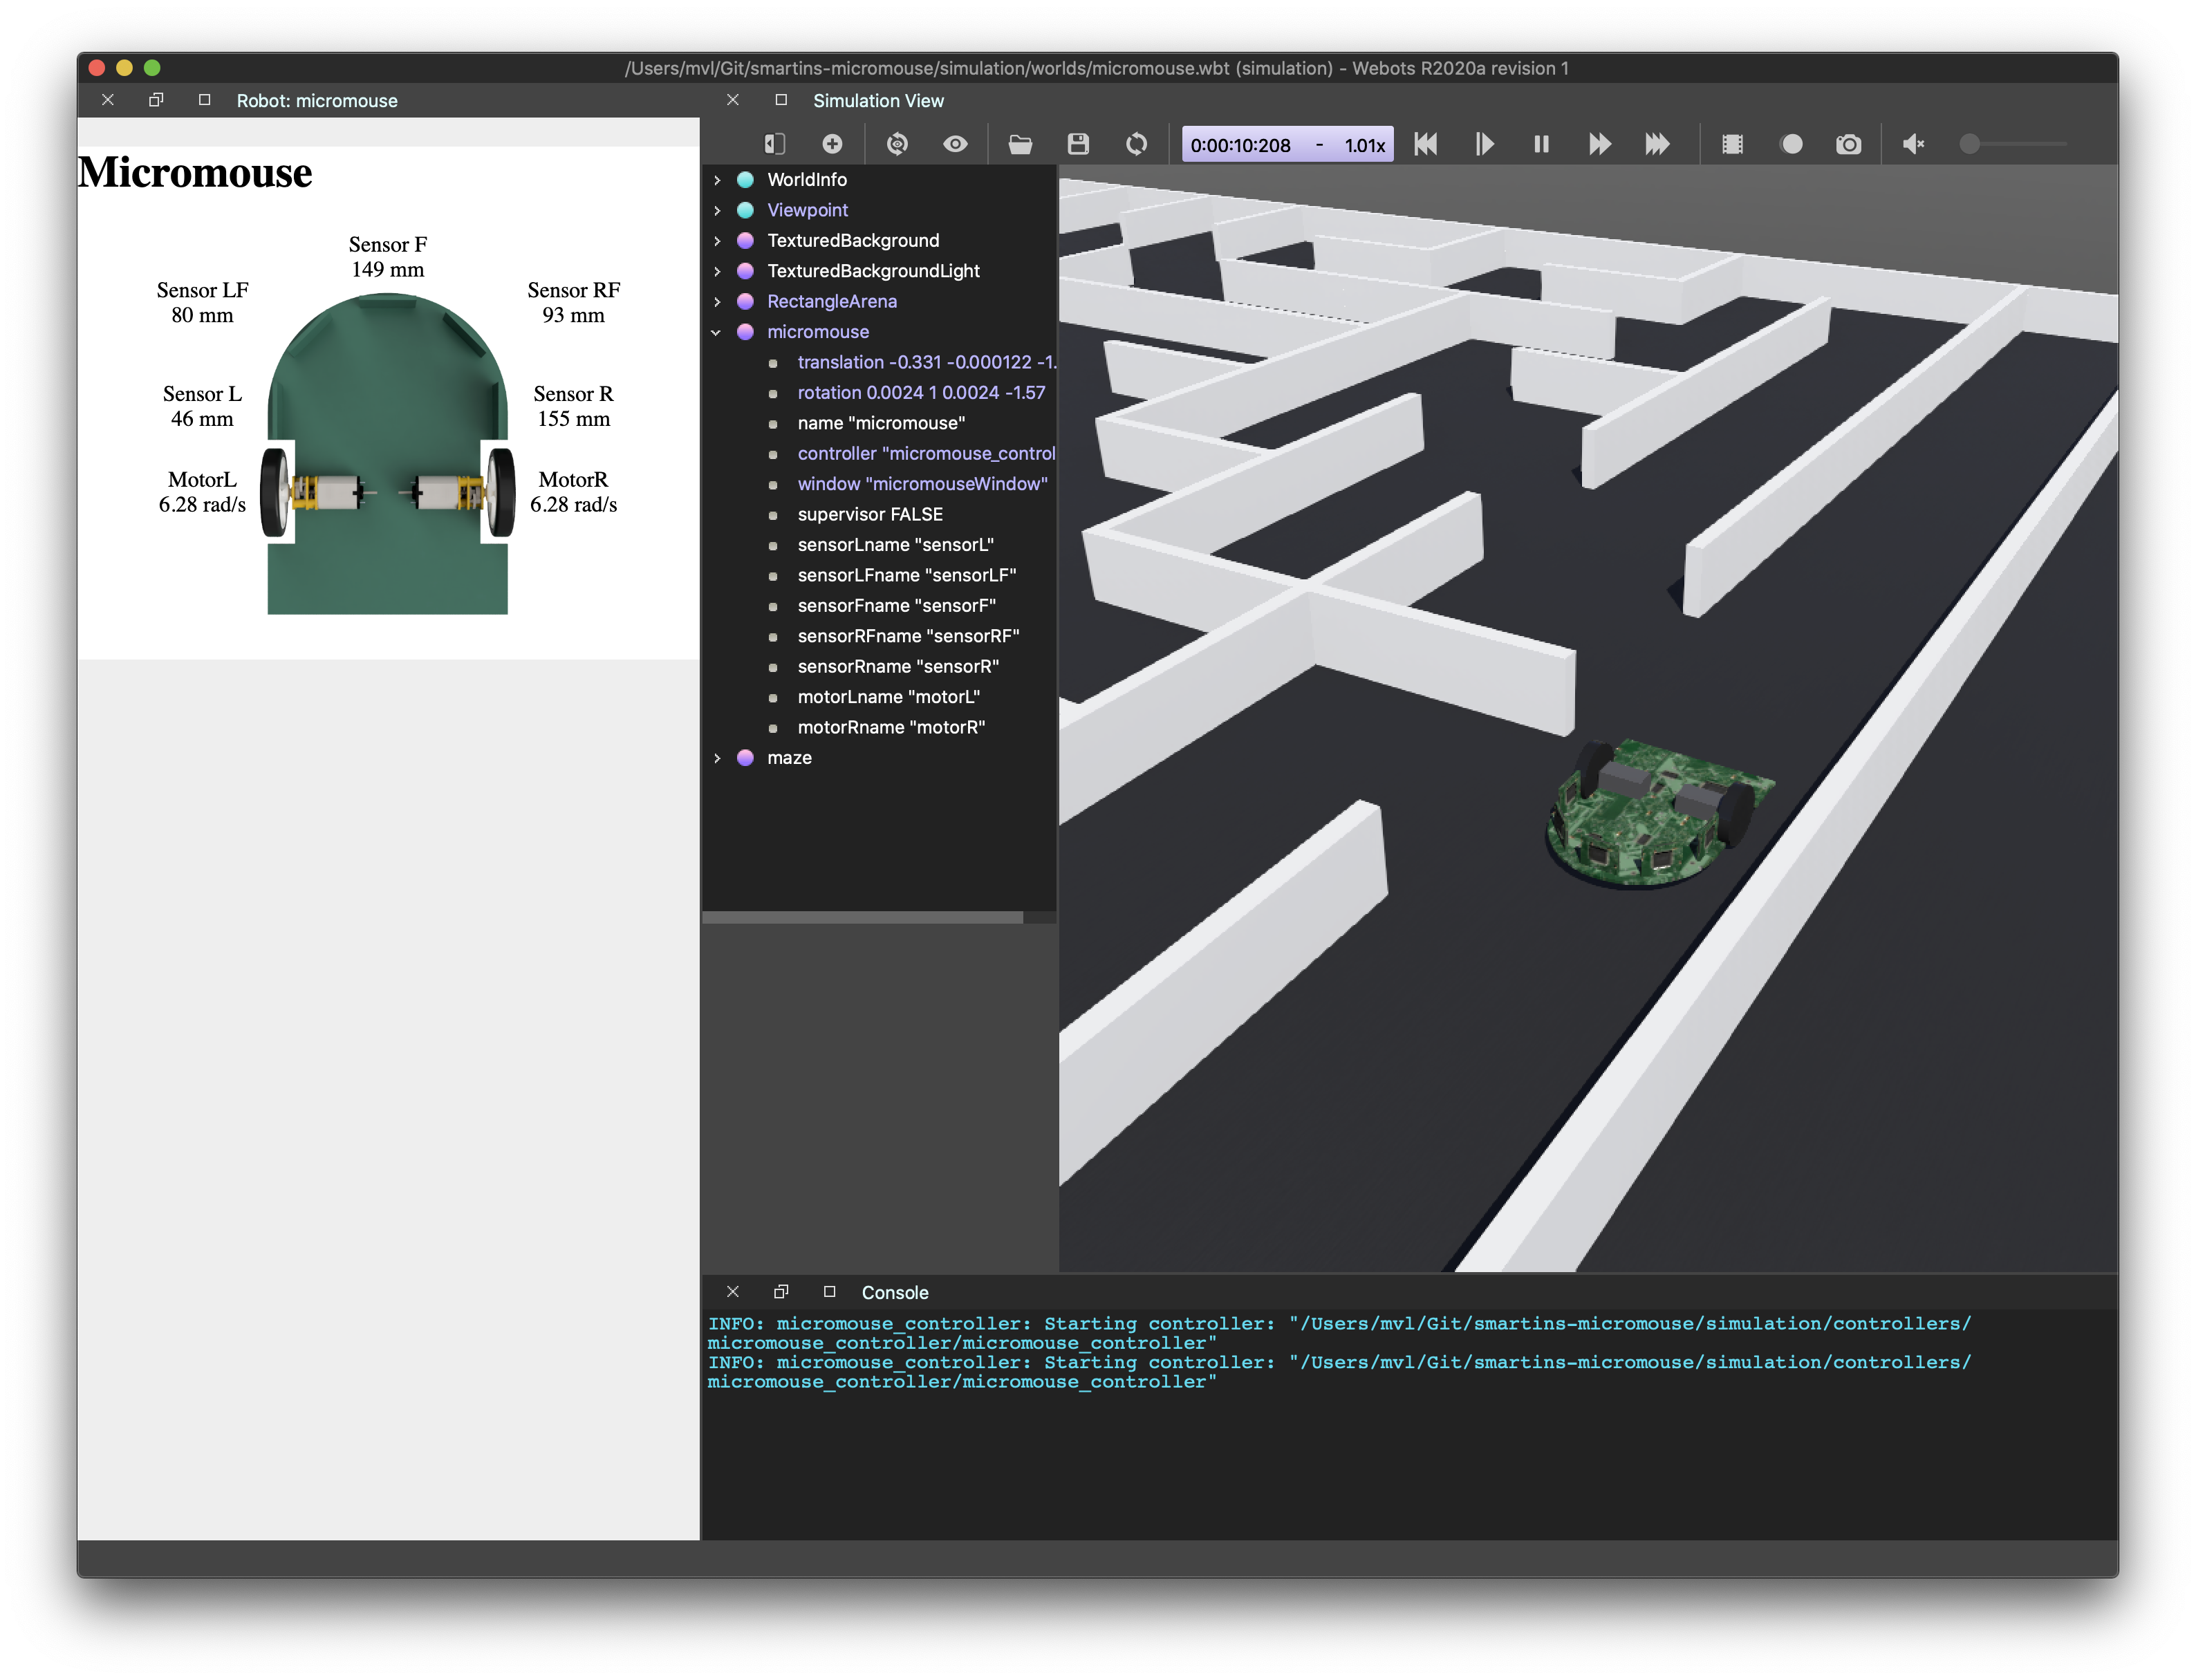 /Users/mvl/Git/smartins-micromouse/simulation/worlds/micromouse.wbt (simulation) - Webots R2020a revision 1
Robot: micromouse
Micromouse
Sensor F
149 mm
Sensor LF
80 mm
Sensor RF
93 mm
Sensor L
46 mm
Sensor R
155 mm
MotorL
6.28 rad/s
MotorR
6.28 rad/s
Simulation View
0:00:10:208 - 1.01x
WorldInfo
Viewpoint
TexturedBackground
TexturedBackgroundLight
RectangleArena
micromouse
translation -0.331 -0.000122 -1.
rotation 0.0024 1 0.0024 -1.57
name "micromouse"
controller "micromouse_control
window "micromouseWindow"
supervisor FALSE
sensorLname "sensorL"
sensorLFname "sensorLF"
sensorFname "sensorF"
sensorRFname "sensorRF"
sensorRname "sensorR"
motorLname "motorL"
motorRname "motorR"
maze
Console
INFO: micromouse_controller: Starting controller: "/Users/mvl/Git/smartins-micromouse/simulation/controllers/
micromouse_controller/micromouse_controller"
INFO: micromouse_controller: Starting controller: "/Users/mvl/Git/smartins-micromouse/simulation/controllers/
micromouse_controller/micromouse_controller"